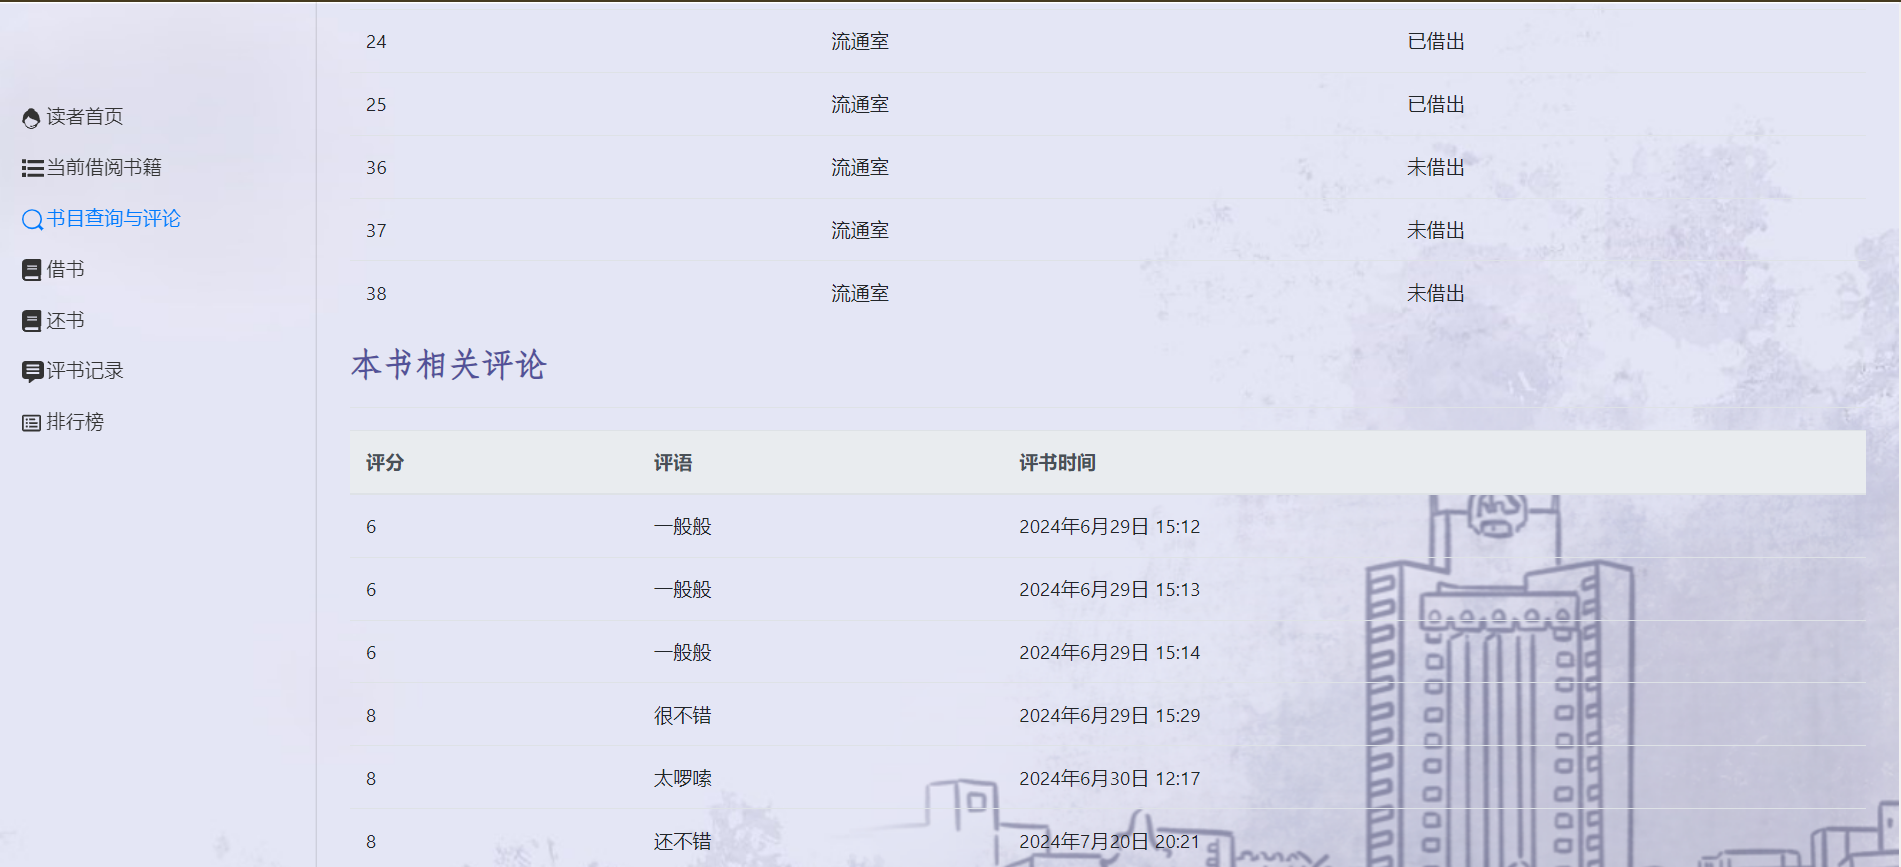 读者首页
当前借阅书籍
书目查询与评论
借书
还书
评书记录
排行榜
24 流通室 已借出
25 流通室 已借出
36 流通室 未借出
37 流通室 未借出
38 流通室 未借出
本书相关评论
评分 评语 评书时间
6 一般般 2024年6月29日 15:12
6 一般般 2024年6月29日 15:13
6 一般般 2024年6月29日 15:14
8 很不错 2024年6月29日 15:29
8 太啰嗦 2024年6月30日 12:17
8 还不错 2024年7月20日 20:21